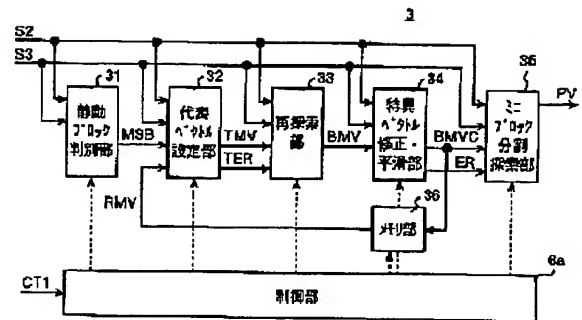 3
S2
S3
31
静動
ブロック
判別部
MSB
32
代表
ベクトル
設定部
TMV
TER
33
再探索
部
BMV
34
特異
ベクトル
修正・
平滑部
BMVC
ER
35
ミニ
ブロック
分割
探索部
PV
RMV
36
メモリ部
6a
CT1
制御部